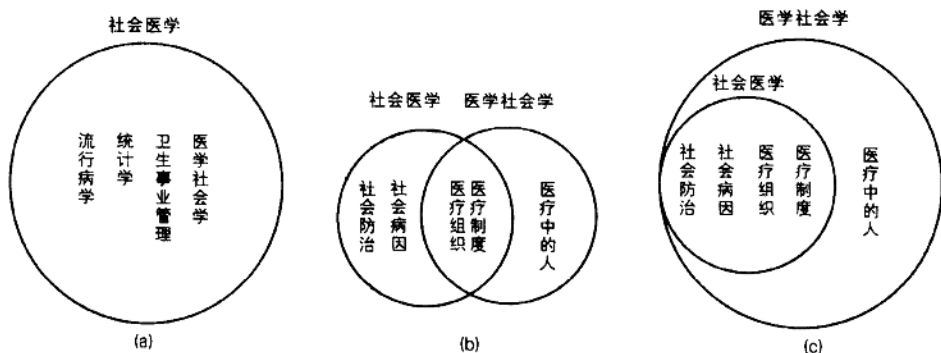 社会医学
流行病学
统计学
卫生事业管理
医学社会学
(a)
社会医学
医学社会学
社会防治
社会病因
医疗组织
医疗制度
医疗中的人
(b)
医学社会学
社会医学
社会防治
社会病因
医疗组织
医疗制度
医疗中的人
(c)